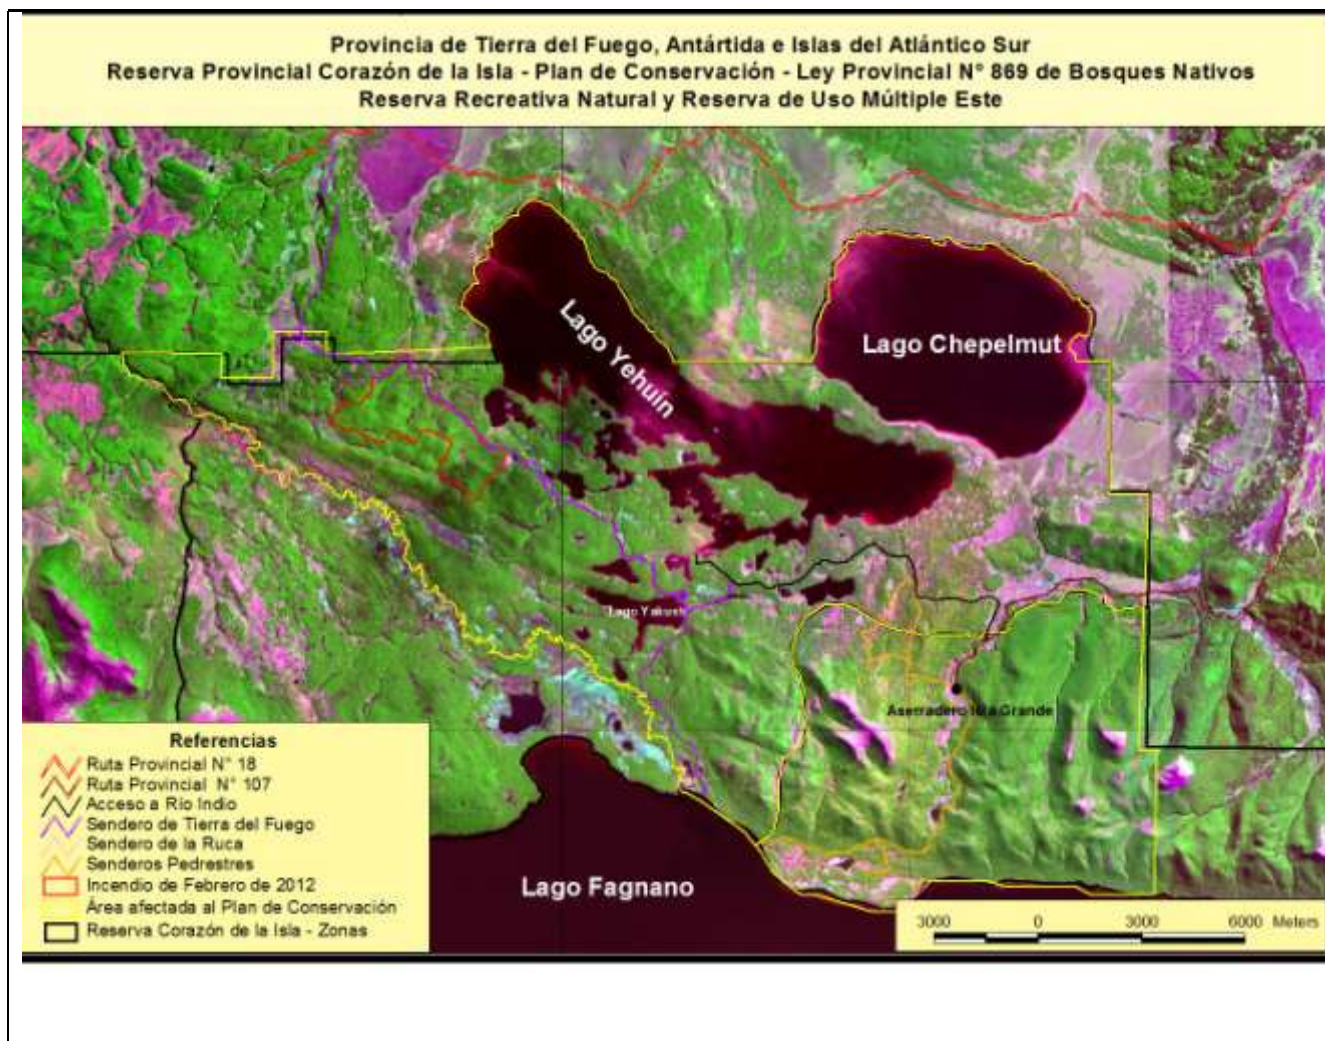 Provincia de Tierra del Fuego, Antártida e Islas del Atlántico Sur
Reserva Provincial Corazón de la Isla - Plan de Conservación - Ley Provincial N° 869 de Bosques Nativos
Reserva Recreativa Natural y Reserva de Uso Múltiple Este
Lago Yehuin
Lago Chepelmut
Lago Yakush
Aserradero Isla Grande
Lago Fagnano
Referencias
Ruta Provincial N° 18
Ruta Provincial N° 107
Acceso a Río Indio
Sendero de Tierra del Fuego
Sendero de la Ruca
Senderos Pedrestres
Incendio de Febrero de 2012
Área afectada al Plan de Conservación
Reserva Corazón de la Isla - Zonas
3000 0 3000 6000 Meters